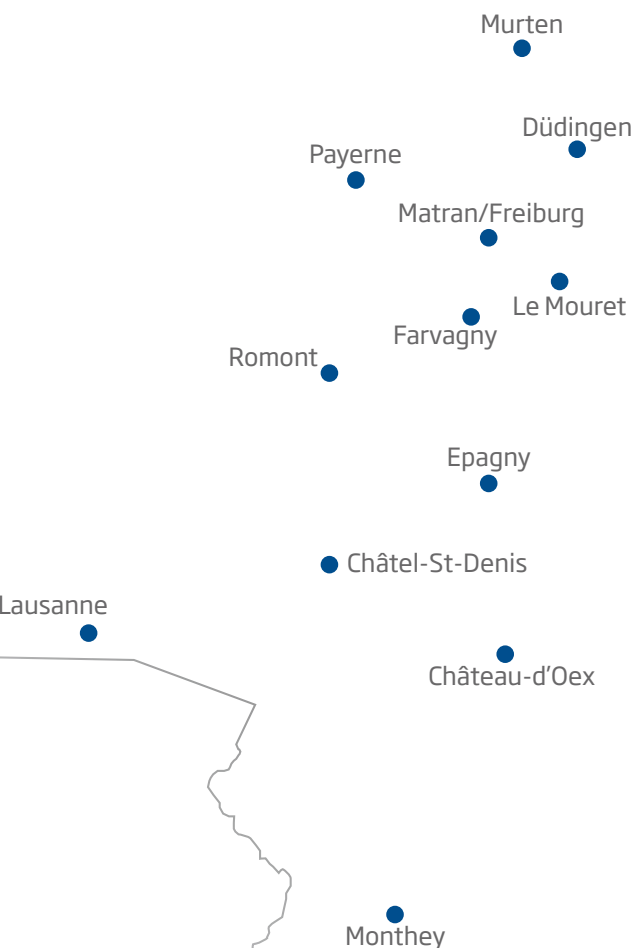 Murten
Düdingen
Payerne
Matran/Freiburg
Le Mouret
Farvagny
Romont
Epagny
Châtel-St-Denis
Lausanne
Château-d'Oex
Monthey